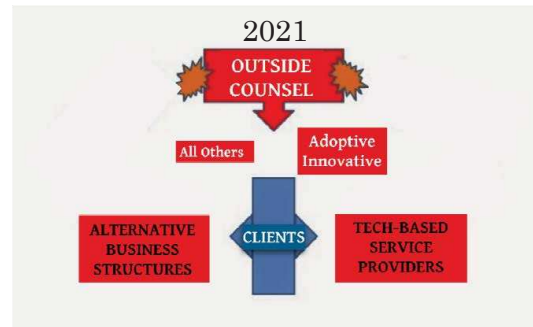 2021
OUTSIDE
COUNSEL
All Others
Adoptive
Innovative
ALTERNATIVE
BUSINESS
STRUCTURES
CLIENTS
TECH-BASED
SERVICE
PROVIDERS